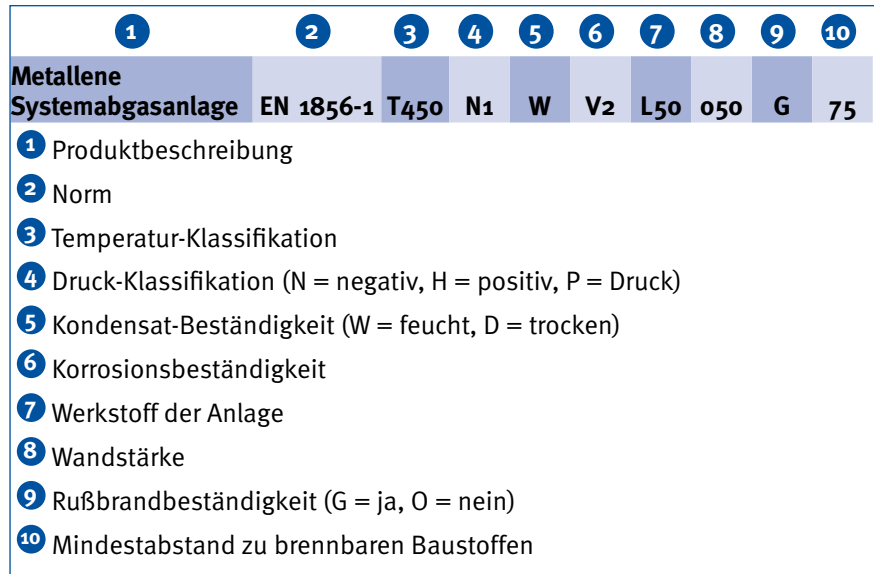 1 2 3 4 5 6 7 8 9 10
Metallene
Systemabgasanlage EN 1856-1 T450 N1 W V2 L50 050 G 75
1 Produktbeschreibung
2 Norm
3 Temperatur-Klassifikation
4 Druck-Klassifikation (N = negativ, H = positiv, P = Druck)
5 Kondensat-Beständigkeit (W = feucht, D = trocken)
6 Korrosionsbeständigkeit
7 Werkstoff der Anlage
8 Wandstärke
9 Rußbrandbeständigkeit (G = ja, O = nein)
10 Mindestabstand zu brennbaren Baustoffen